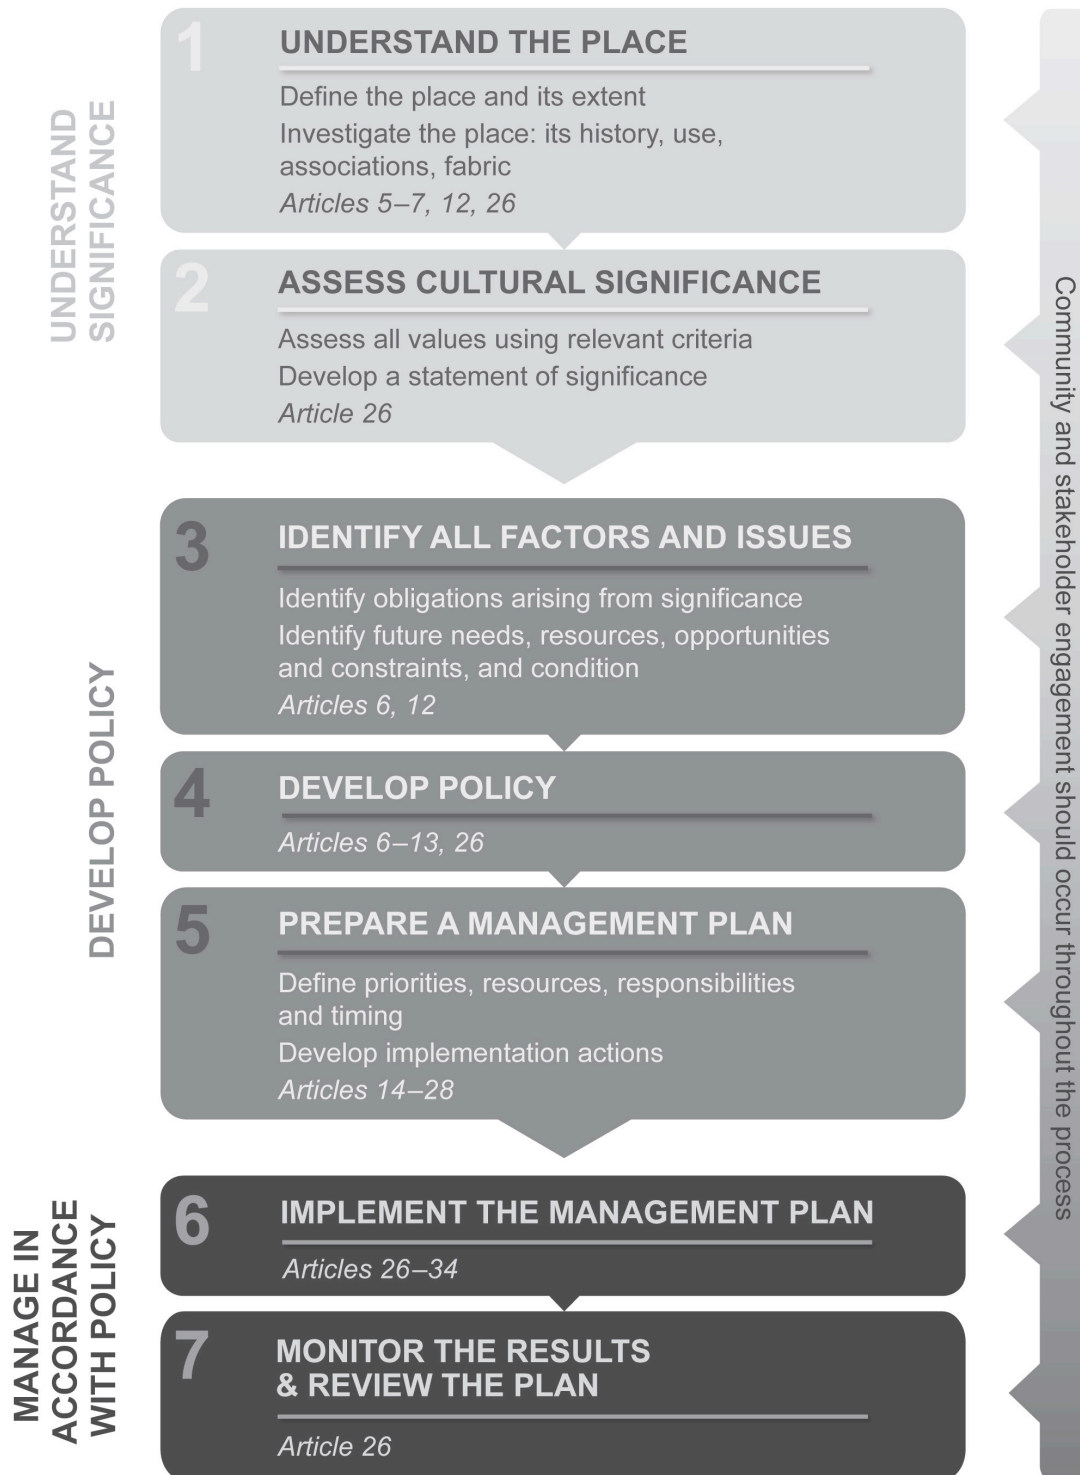 UNDERSTAND
SIGNIFICANCE
1
UNDERSTAND THE PLACE
Define the place and its extent
Investigate the place: its history, use,
associations, fabric
Articles 5–7, 12, 26
2
ASSESS CULTURAL SIGNIFICANCE
Assess all values using relevant criteria
Develop a statement of significance
Article 26
DEVELOP POLICY
3
IDENTIFY ALL FACTORS AND ISSUES
Identify obligations arising from significance
Identify future needs, resources, opportunities
and constraints, and condition
Articles 6, 12
4
DEVELOP POLICY
Articles 6–13, 26
5
PREPARE A MANAGEMENT PLAN
Define priorities, resources, responsibilities
and timing
Develop implementation actions
Articles 14–28
MANAGE IN
ACCORDANCE
WITH POLICY
6
IMPLEMENT THE MANAGEMENT PLAN
Articles 26–34
7
MONITOR THE RESULTS
& REVIEW THE PLAN
Article 26
Community and stakeholder engagement should occur throughout the process